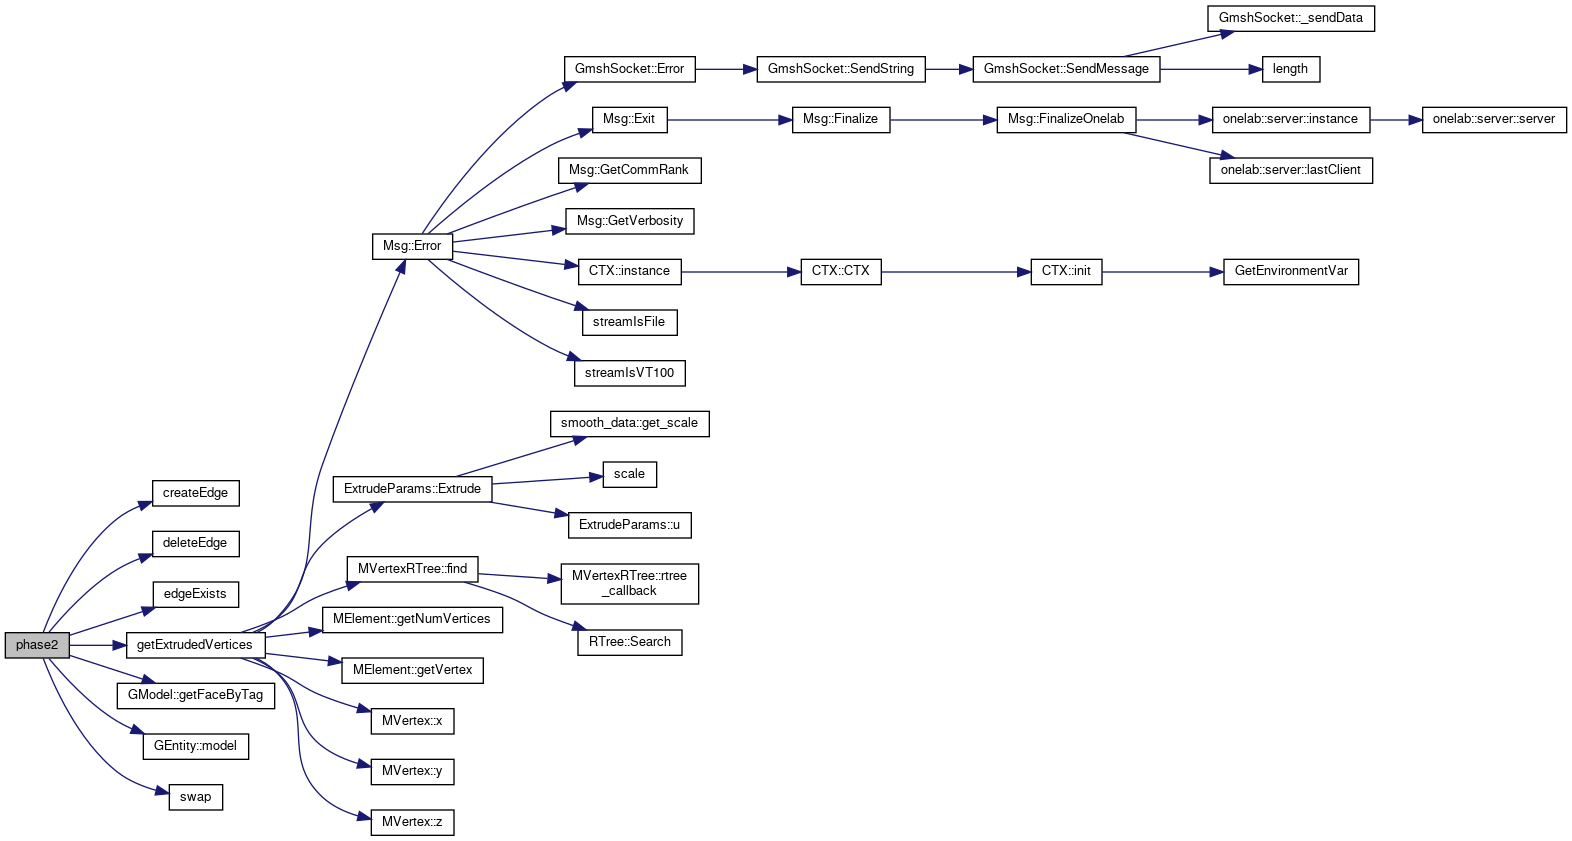 GmshSocket::_sendData
GmshSocket::Error
GmshSocket::SendString
GmshSocket::SendMessage
length
Msg::Exit
Msg::Finalize
Msg::FinalizeOnelab
onelab::server::instance
onelab::server::server
Msg::GetCommRank
onelab::server::lastClient
Msg::GetVerbosity
Msg::Error
CTX::instance
CTX::CTX
CTX::init
GetEnvironmentVar
streamIsFile
streamIsVT100
smooth_data::get_scale
scale
ExtrudeParams::Extrude
createEdge
ExtrudeParams::u
deleteEdge
MVertexRTree::find
MVertexRTree::rtree
_callback
edgeExists
MElement::getNumVertices
phase2
getExtrudedVertices
RTree::Search
MElement::getVertex
GModel::getFaceByTag
MVertex::x
GEntity::model
MVertex::y
swap
MVertex::z